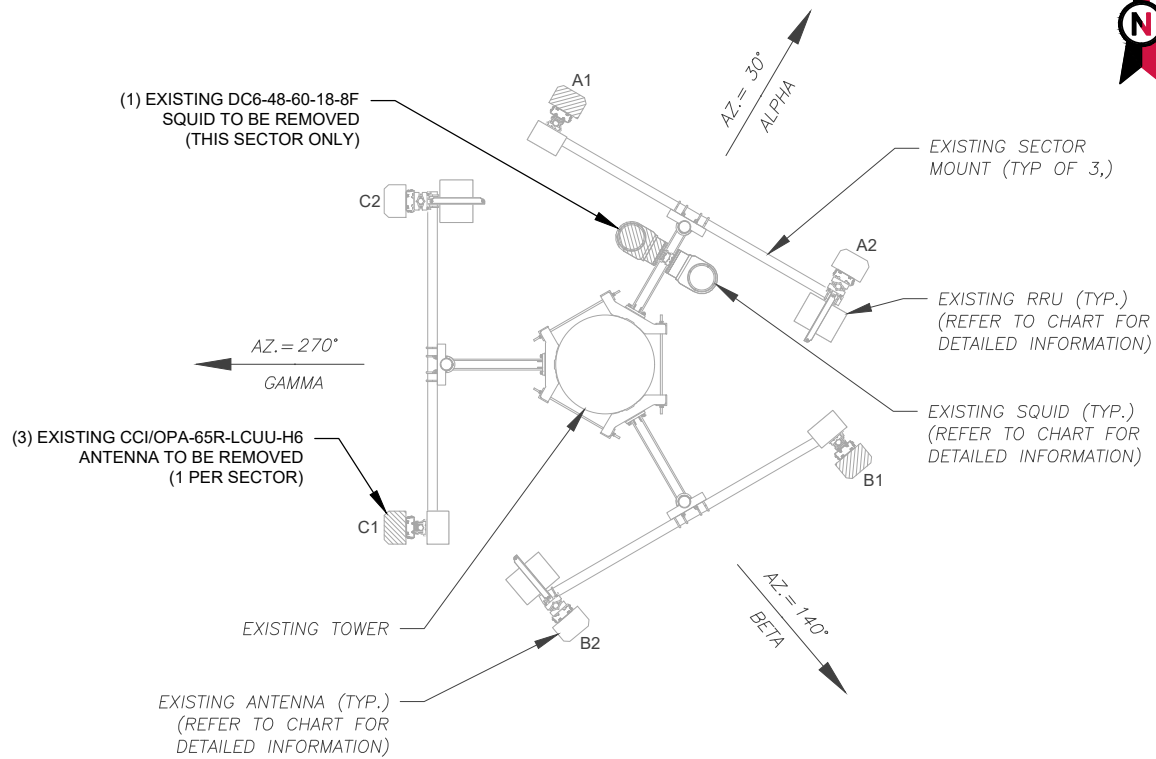 N
A1
AZ.= 30°
ALPHA
(1) EXISTING DC6-48-60-18-8F
SQUID TO BE REMOVED
(THIS SECTOR ONLY)
EXISTING SECTOR
MOUNT (TYP OF 3,)
C2
A2
EXISTING RRU (TYP.)
(REFER TO CHART FOR
DETAILED INFORMATION)
AZ.= 270°
GAMMA
EXISTING SQUID (TYP.)
(REFER TO CHART FOR
DETAILED INFORMATION)
(3) EXISTING CCI/OPA-65R-LCUU-H6
ANTENNA TO BE REMOVED
(1 PER SECTOR)
B1
C1
AZ.= 140°
BETA
EXISTING TOWER
B2
EXISTING ANTENNA (TYP.)
(REFER TO CHART FOR
DETAILED INFORMATION)